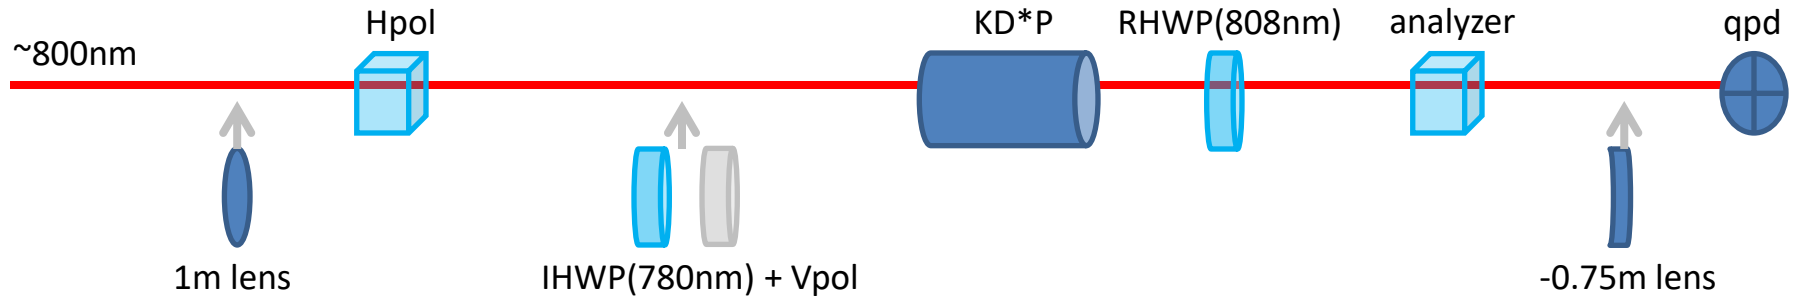 ~800nm
Hpol
KD*P
RHWP(808nm)
analyzer
qpd
1m lens
IHWP(780nm) + Vpol
-0.75m lens